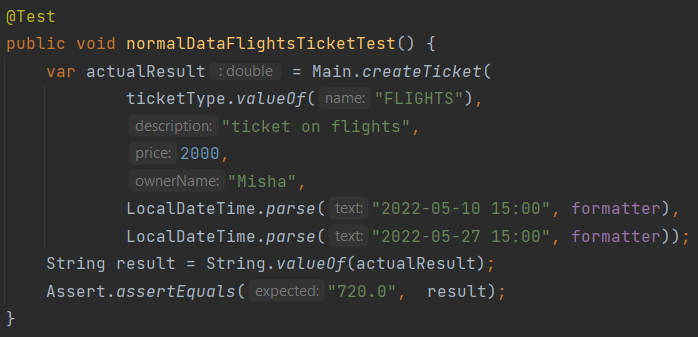 @Test
public void normalDataFlightsTicketTest() {
    var actualResult : double = Main.createTicket(
            ticketType.valueOf( name: "FLIGHTS"),
            description: "ticket on flights",
            price: 2000,
            ownerName: "Misha",
            LocalDateTime.parse( text: "2022-05-10 15:00", formatter),
            LocalDateTime.parse( text: "2022-05-27 15:00", formatter));
    String result = String.valueOf(actualResult);
    Assert.assertEquals( expected: "720.0",  result);
}